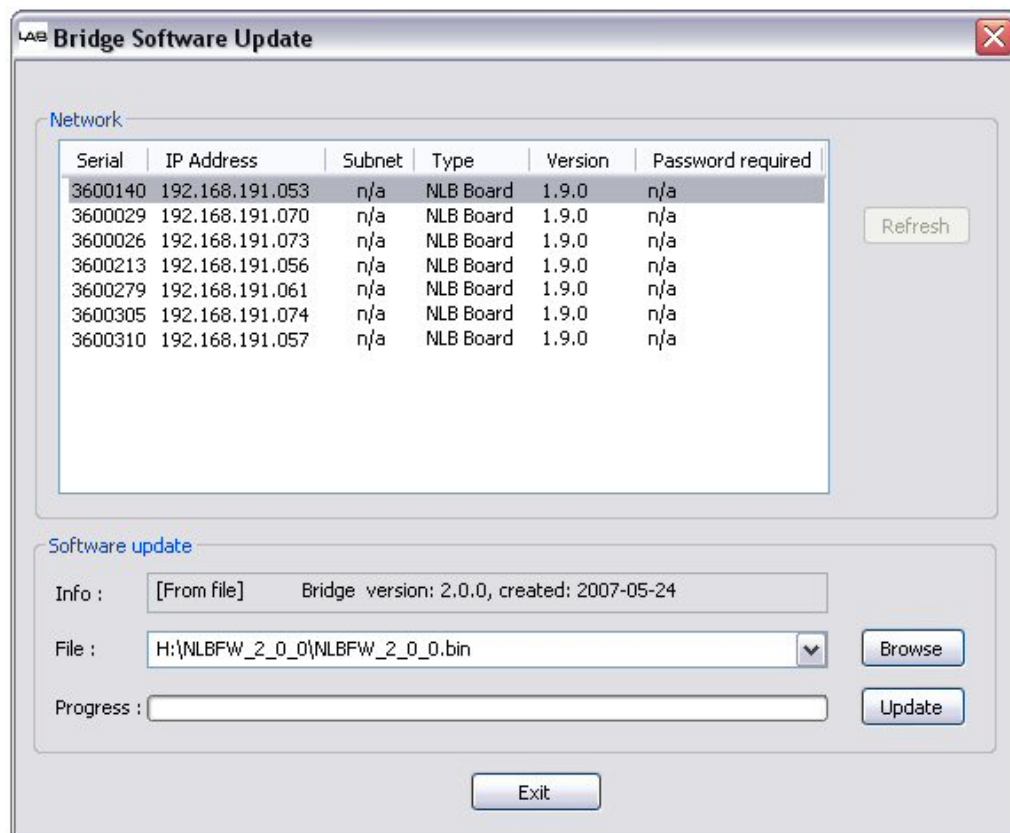 LAB Bridge Software Update
Network
Serial IP Address Subnet Type Version Password required
3600140 192.168.191.053 n/a NLB Board 1.9.0 n/a
3600029 192.168.191.070 n/a NLB Board 1.9.0 n/a
3600026 192.168.191.073 n/a NLB Board 1.9.0 n/a
3600213 192.168.191.056 n/a NLB Board 1.9.0 n/a
3600279 192.168.191.061 n/a NLB Board 1.9.0 n/a
3600305 192.168.191.074 n/a NLB Board 1.9.0 n/a
3600310 192.168.191.057 n/a NLB Board 1.9.0 n/a
Refresh
Software update
Info : [From file] Bridge version: 2.0.0, created: 2007-05-24
File : H:\NLBFW_2_0_0\NLBFW_2_0_0.bin Browse
Progress : Update
Exit